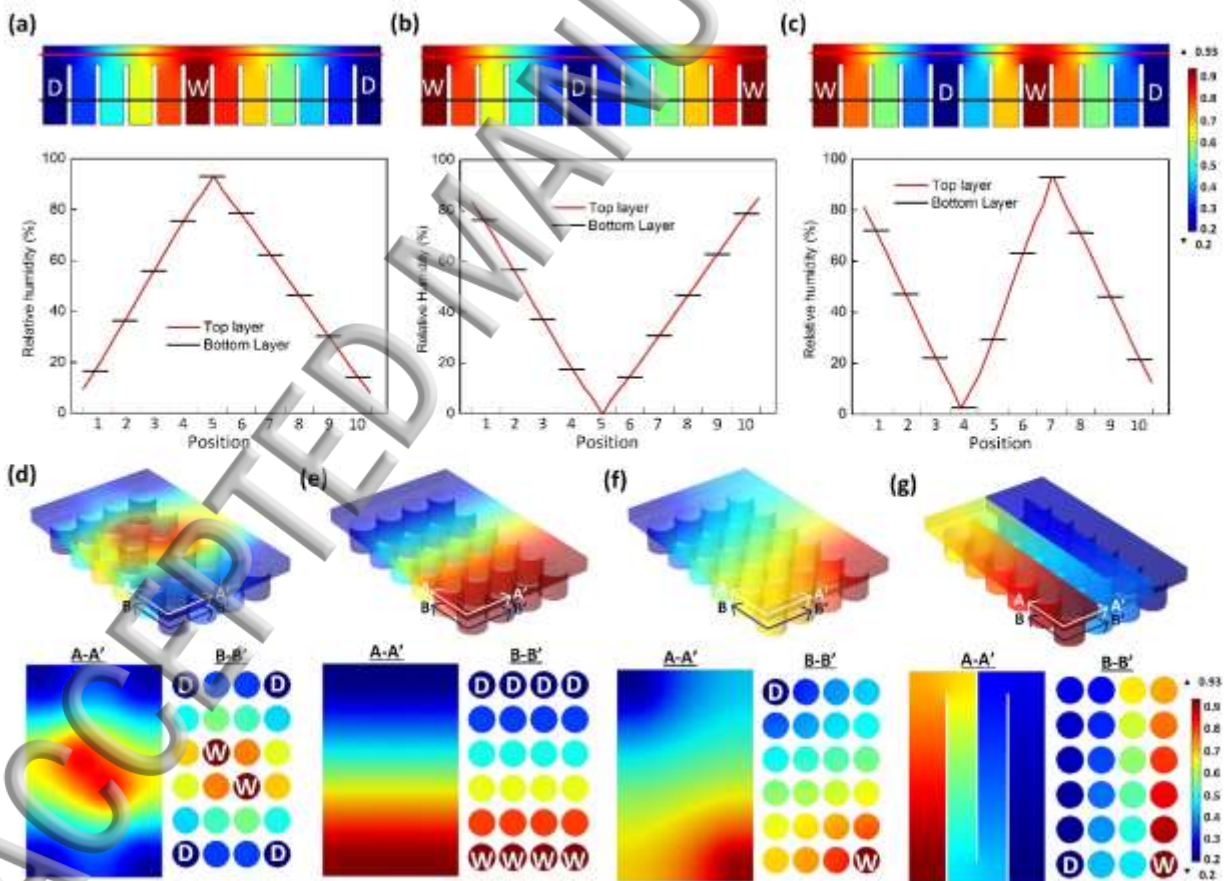 (a)
(b)
(c)
D W D
W D W
W D W D
0.93
0.9
0.8
0.7
0.6
0.5
0.4
0.3
0.2
0.2
100
80
60
40
20
0
Relative humidity (%)
Top layer
Bottom Layer
1 2 3 4 5 6 7 8 9 10
Position
100
80
60
40
20
0
Relative Humidity (%)
Top layer
Bottom Layer
1 2 3 4 5 6 7 8 9 10
Position
100
80
60
40
20
0
Relative humidity (%)
Top layer
Bottom Layer
1 2 3 4 5 6 7 8 9 10
Position
(d)
(e)
(f)
(g)
A A'
B B'
A A'
B B'
A A'
B B'
A A'
B B'
A-A' B-B'
D D
W
W
D D
A-A' B-B'
D D D D
W W W W
A-A' B-B'
D
W
A-A' B-B'
D W
0.93
0.9
0.8
0.7
0.6
0.5
0.4
0.3
0.2
0.2
ACCEPTED MANU